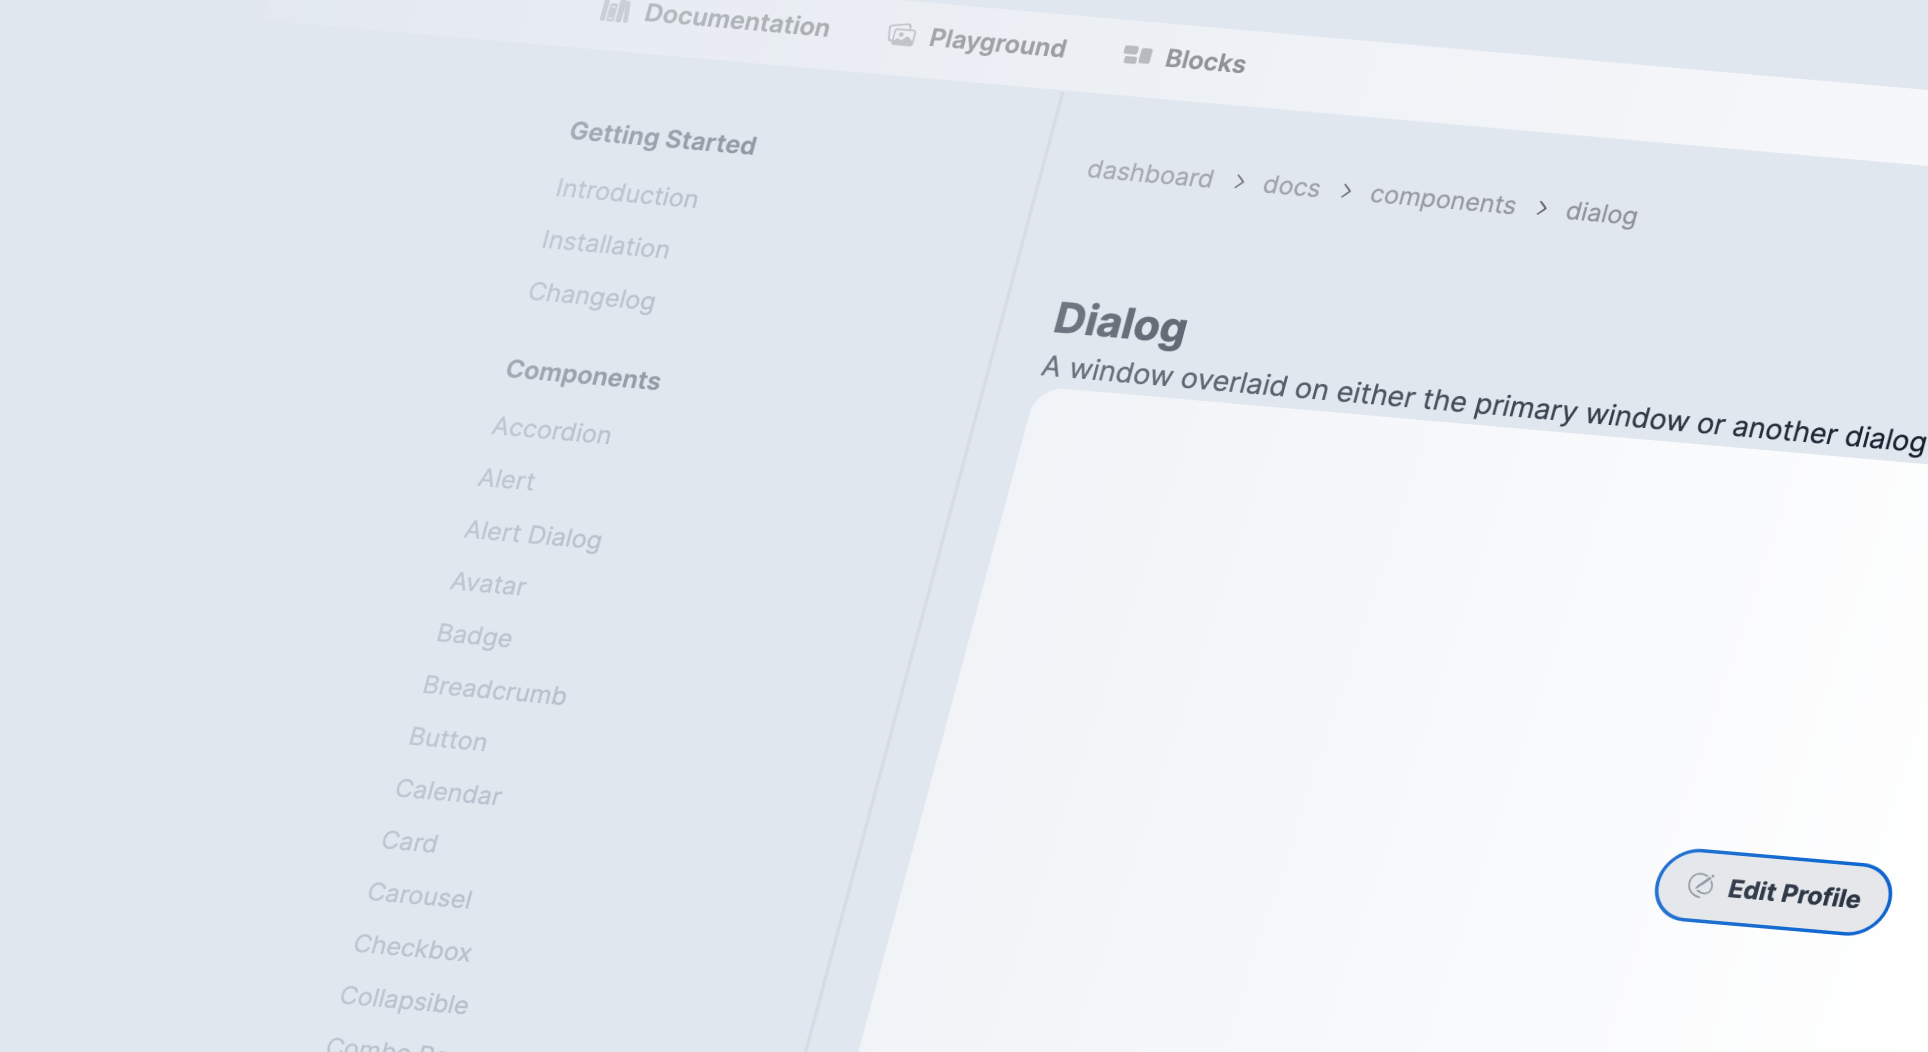 Documentation
Playground
Blocks
Getting Started
Introduction
Installation
Changelog
Components
Accordion
Alert
Alert Dialog
Avatar
Badge
Breadcrumb
Button
Calendar
Card
Carousel
Checkbox
Collapsible
Combo
dashboard > docs > components > dialog
Dialog
A window overlaid on either the primary window or another dialog
Edit Profile